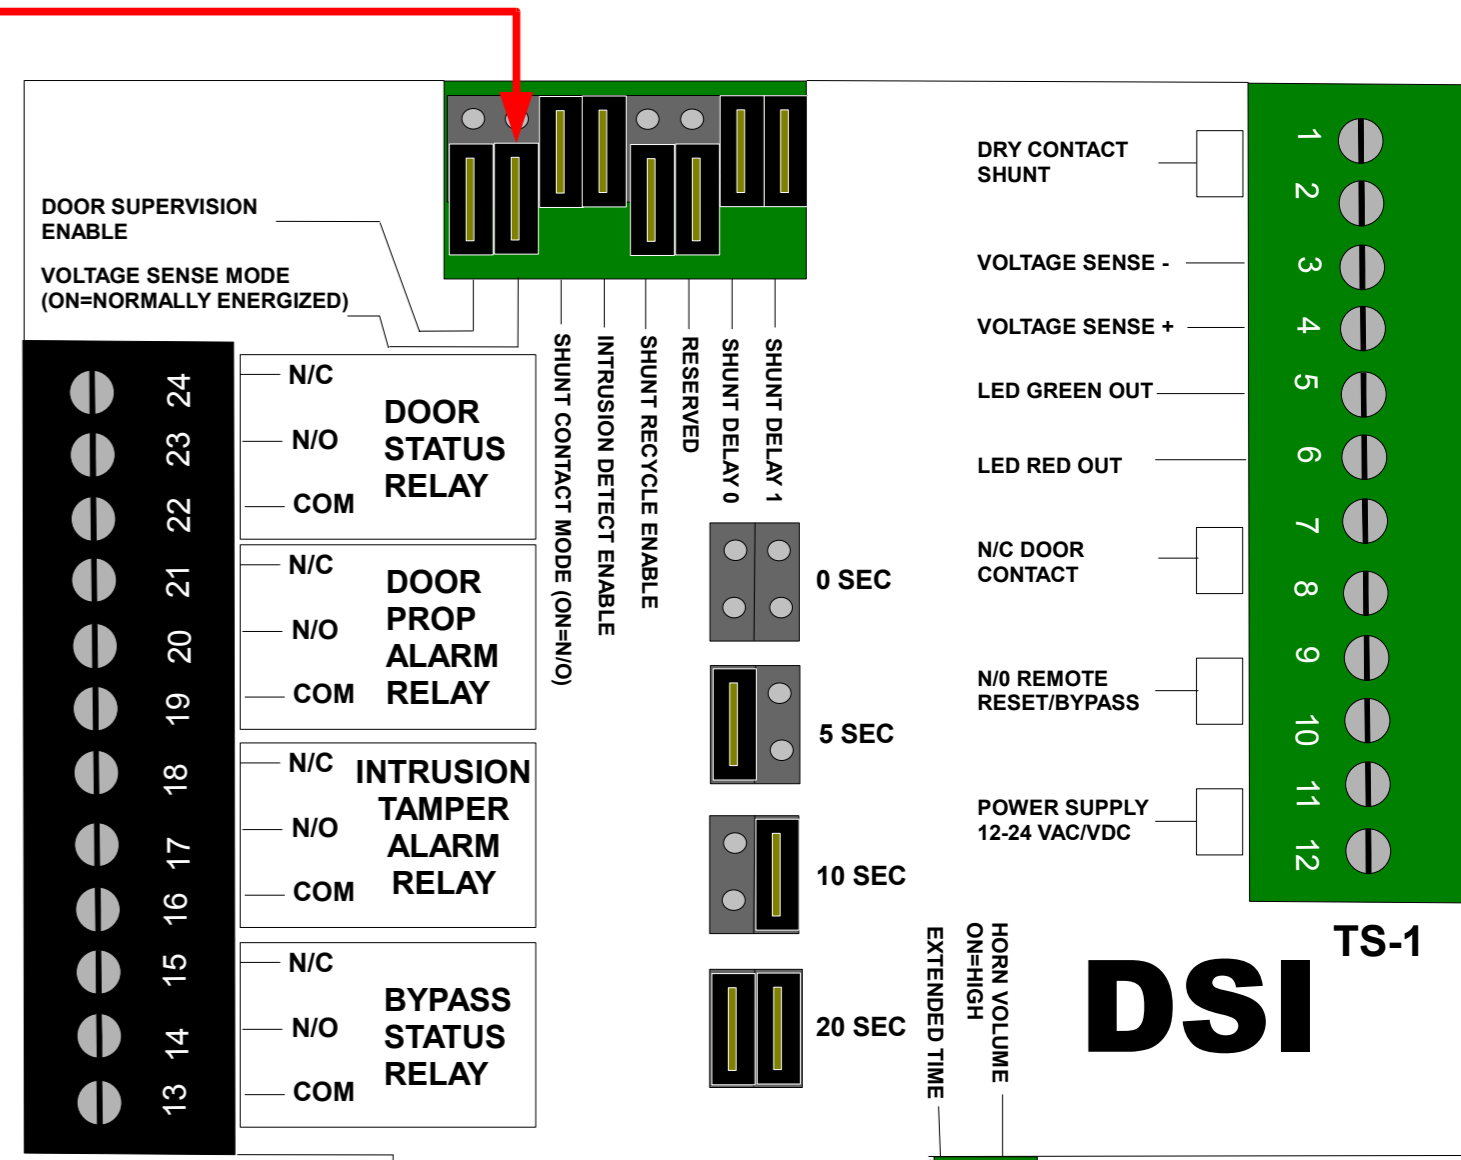 DOOR SUPERVISION
ENABLE
VOLTAGE SENSE MODE
(ON=NORMALLY ENERGIZED)
SHUNT CONTACT MODE (ON=N/O)
INTRUSION DETECT ENABLE
SHUNT RECYCLE ENABLE
RESERVED
SHUNT DELAY 0
SHUNT DELAY 1
24
23
22
21
20
19
18
17
16
15
14
13
N/C
N/O
COM
DOOR
STATUS
RELAY
N/C
N/O
COM
DOOR
PROP
ALARM
RELAY
N/C
N/O
COM
INTRUSION
TAMPER
ALARM
RELAY
N/C
N/O
COM
BYPASS
STATUS
RELAY
0 SEC
5 SEC
10 SEC
20 SEC
DRY CONTACT
SHUNT
VOLTAGE SENSE -
VOLTAGE SENSE +
LED GREEN OUT
LED RED OUT
N/C DOOR
CONTACT
N/0 REMOTE
RESET/BYPASS
POWER SUPPLY
12-24 VAC/VDC
1
2
3
4
5
6
7
8
9
10
11
12
TS-1
DSI
HORN VOLUME
ON=HIGH
EXTENDED TIME